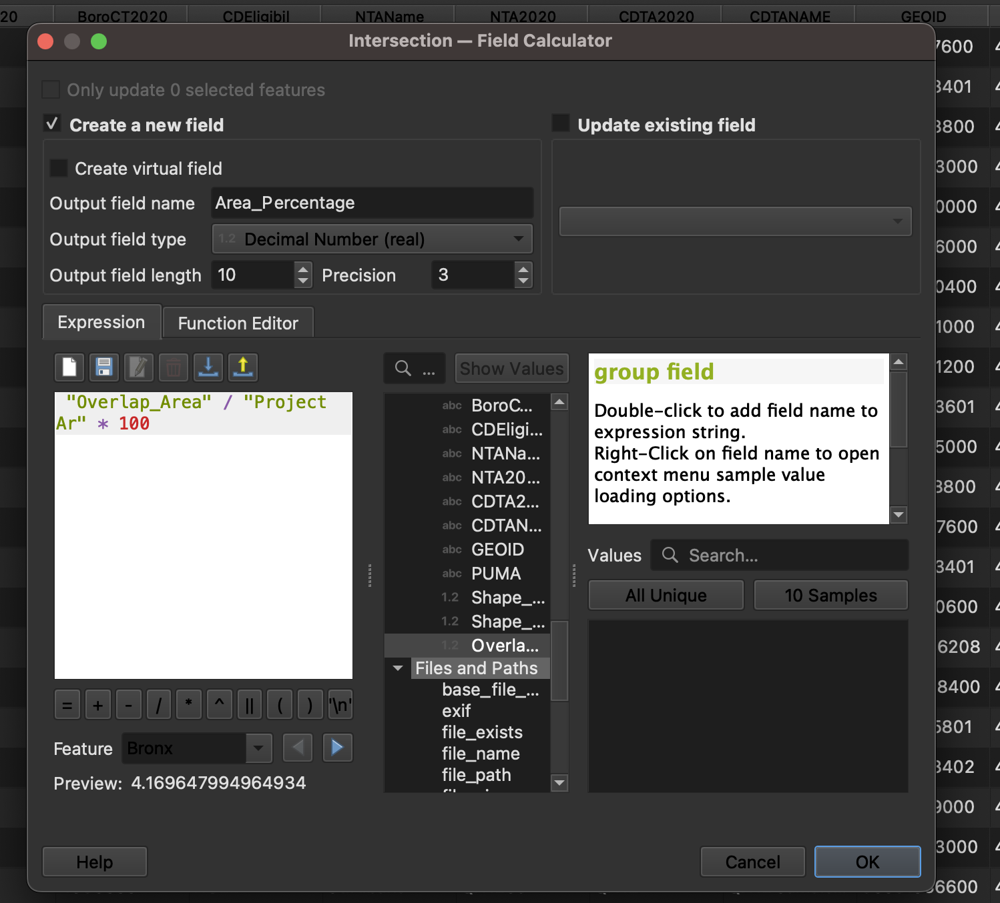 20 BoroCT2020 CDEligibil NTAName NTA2020 CDTA2020 CDTANAME GEOID
Intersection — Field Calculator
Only update 0 selected features
Create a new field
Update existing field
Create virtual field
Output field name Area_Percentage
Output field type 1.2 Decimal Number (real)
Output field length 10 Precision 3
Expression Function Editor
... Show Values
"Overlap_Area" / "Project
Ar" * 100
= + - / * ^ || ( ) '\n'
Feature Bronx
Preview: 4.169647994964934
abc BoroC...
abc CDEligi...
abc NTANa...
abc NTA20...
abc CDTA2...
abc CDTAN...
abc GEOID
abc PUMA
1.2 Shape_...
1.2 Shape_...
1.2 Overla...
Files and Paths
base_file_...
exif
file_exists
file_name
file_path
group field
Double-click to add field name to
expression string.
Right-Click on field name to open
context menu sample value
loading options.
Values Search...
All Unique 10 Samples
Help Cancel OK
7600
3401
3800
3000
0000
6000
0400
1000
1200
3601
5000
3800
7600
3401
0600
6208
8400
5801
3402
9000
3000
6600